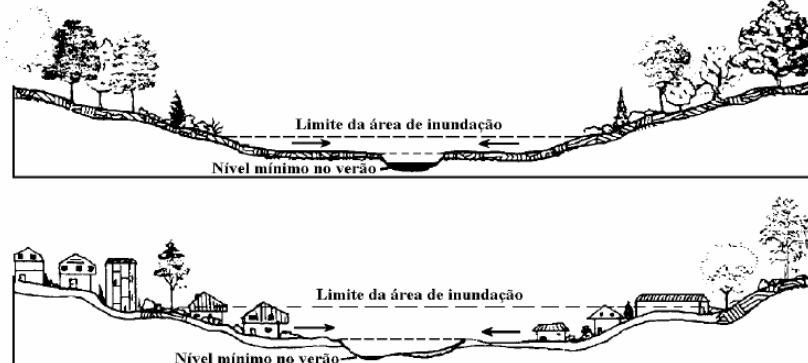 Limite da área de inundação
Nível mínimo no verão
Limite da área de inundação
Nível mínimo no verão